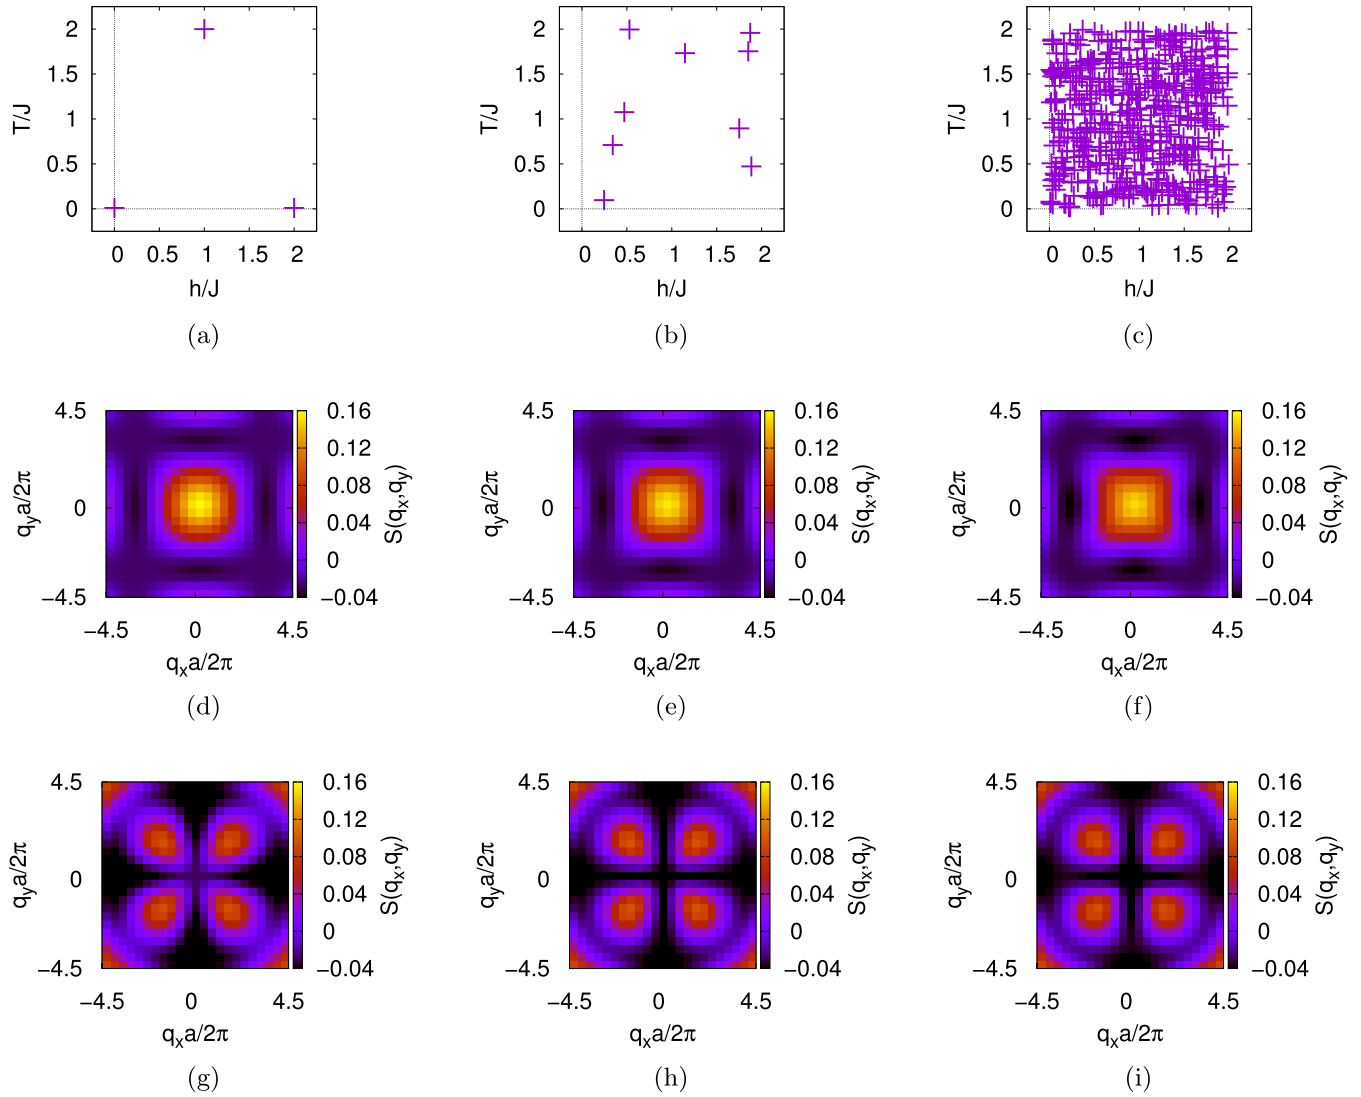 2
1.5
1
0.5
0
T/J
0 0.5 1 1.5 2
h/J
(a)
2
1.5
1
0.5
0
T/J
0 0.5 1 1.5 2
h/J
(b)
2
1.5
1
0.5
0
T/J
0 0.5 1 1.5 2
h/J
(c)
4.5
0
−4.5
qya/2π
−4.5 0 4.5
qxa/2π
0.16
0.12
0.08
0.04
0
−0.04
S(qx,qy)
(d)
4.5
0
−4.5
qya/2π
−4.5 0 4.5
qxa/2π
0.16
0.12
0.08
0.04
0
−0.04
S(qx,qy)
(e)
4.5
0
−4.5
qya/2π
−4.5 0 4.5
qxa/2π
0.16
0.12
0.08
0.04
0
−0.04
S(qx,qy)
(f)
4.5
0
−4.5
qya/2π
−4.5 0 4.5
qxa/2π
0.16
0.12
0.08
0.04
0
−0.04
S(qx,qy)
(g)
4.5
0
−4.5
qya/2π
−4.5 0 4.5
qxa/2π
0.16
0.12
0.08
0.04
0
−0.04
S(qx,qy)
(h)
4.5
0
−4.5
qya/2π
−4.5 0 4.5
qxa/2π
0.16
0.12
0.08
0.04
0
−0.04
S(qx,qy)
(i)